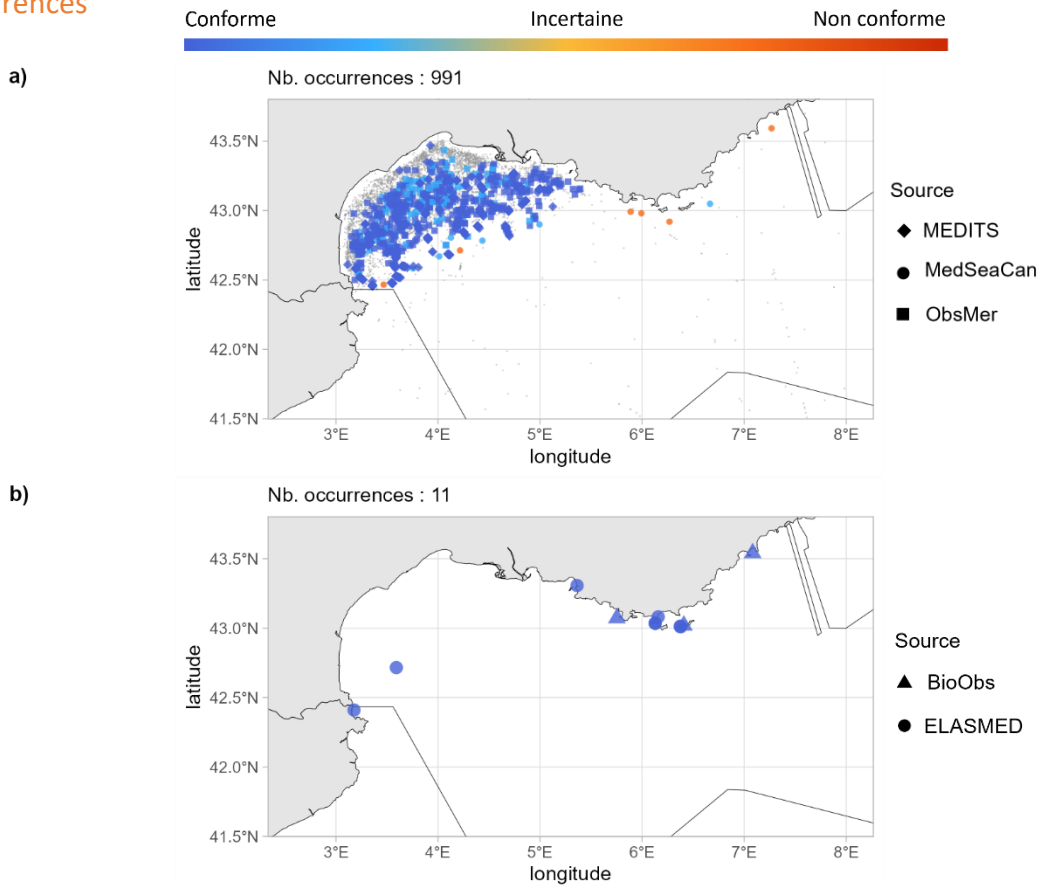 rences
Conforme Incertaine Non conforme
a)
Nb. occurrences : 991
43.5°N
43.0°N
42.5°N
42.0°N
41.5°N
latitude
3°E 4°E 5°E 6°E 7°E 8°E
longitude
Source
MEDITS
MedSeaCan
ObsMer
b)
Nb. occurrences : 11
43.5°N
43.0°N
42.5°N
42.0°N
41.5°N
latitude
3°E 4°E 5°E 6°E 7°E 8°E
longitude
Source
BioObs
ELASMED